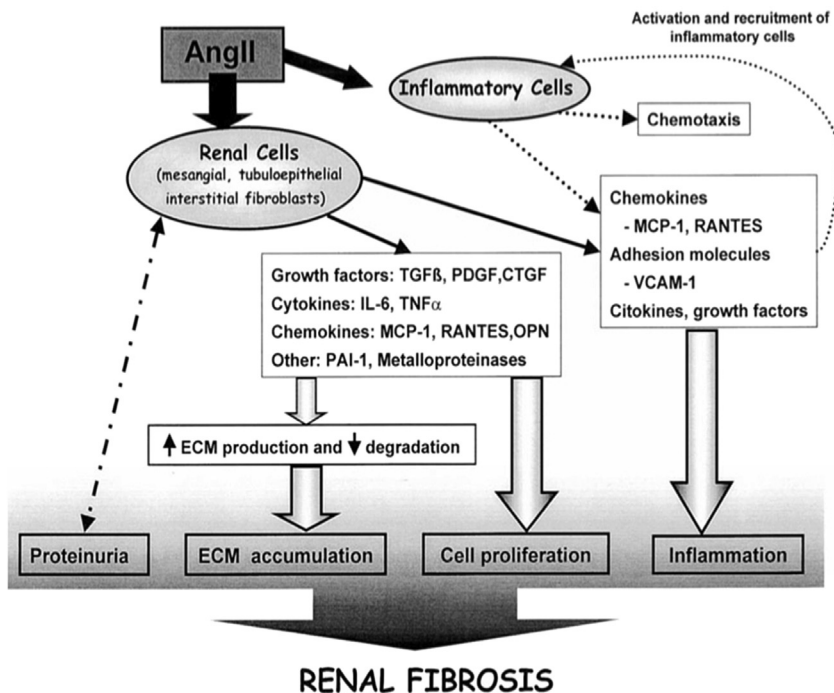 Activation and recruitment of
inflammatory cells
AngII
Inflammatory Cells
Chemotaxis
Renal Cells
(mesangial, tubuloepithelial
interstitial fibroblasts)
Chemokines
- MCP-1, RANTES
Adhesion molecules
- VCAM-1
Citokines, growth factors
Growth factors: TGFß, PDGF,CTGF
Cytokines: IL-6, TNFα
Chemokines: MCP-1, RANTES,OPN
Other: PAI-1, Metalloproteinases
ECM production and degradation
Proteinuria
ECM accumulation
Cell proliferation
Inflammation
RENAL FIBROSIS